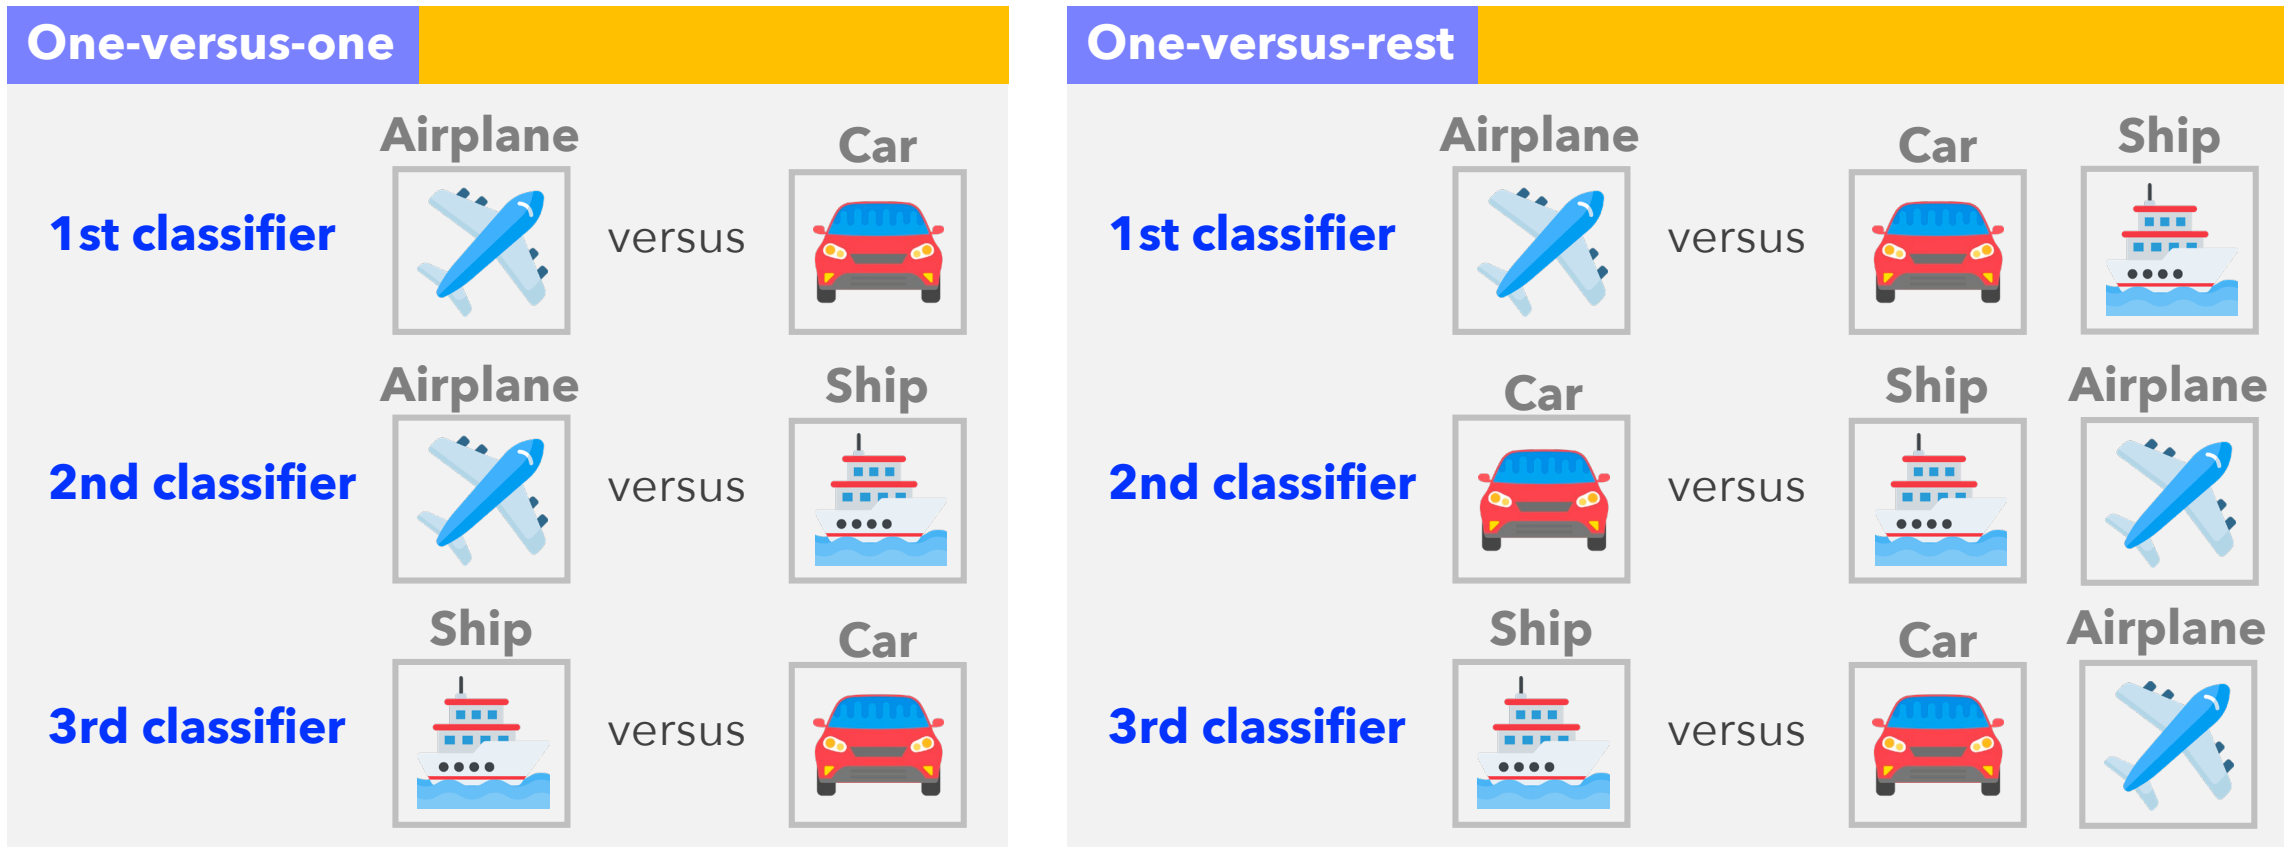 One-versus-one
Airplane
Car
1st classifier
versus
Airplane
Ship
2nd classifier
versus
Ship
Car
3rd classifier
versus
One-versus-rest
Airplane
Car
Ship
1st classifier
versus
Car
Ship
Airplane
2nd classifier
versus
Ship
Car
Airplane
3rd classifier
versus